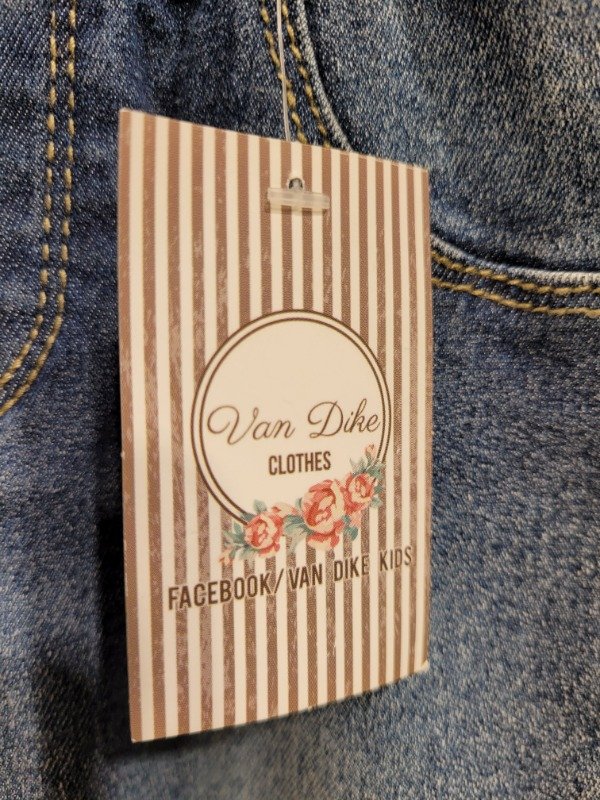 Van Dike
CLOTHES
FACEBOOK/VAN DIKE KIDS